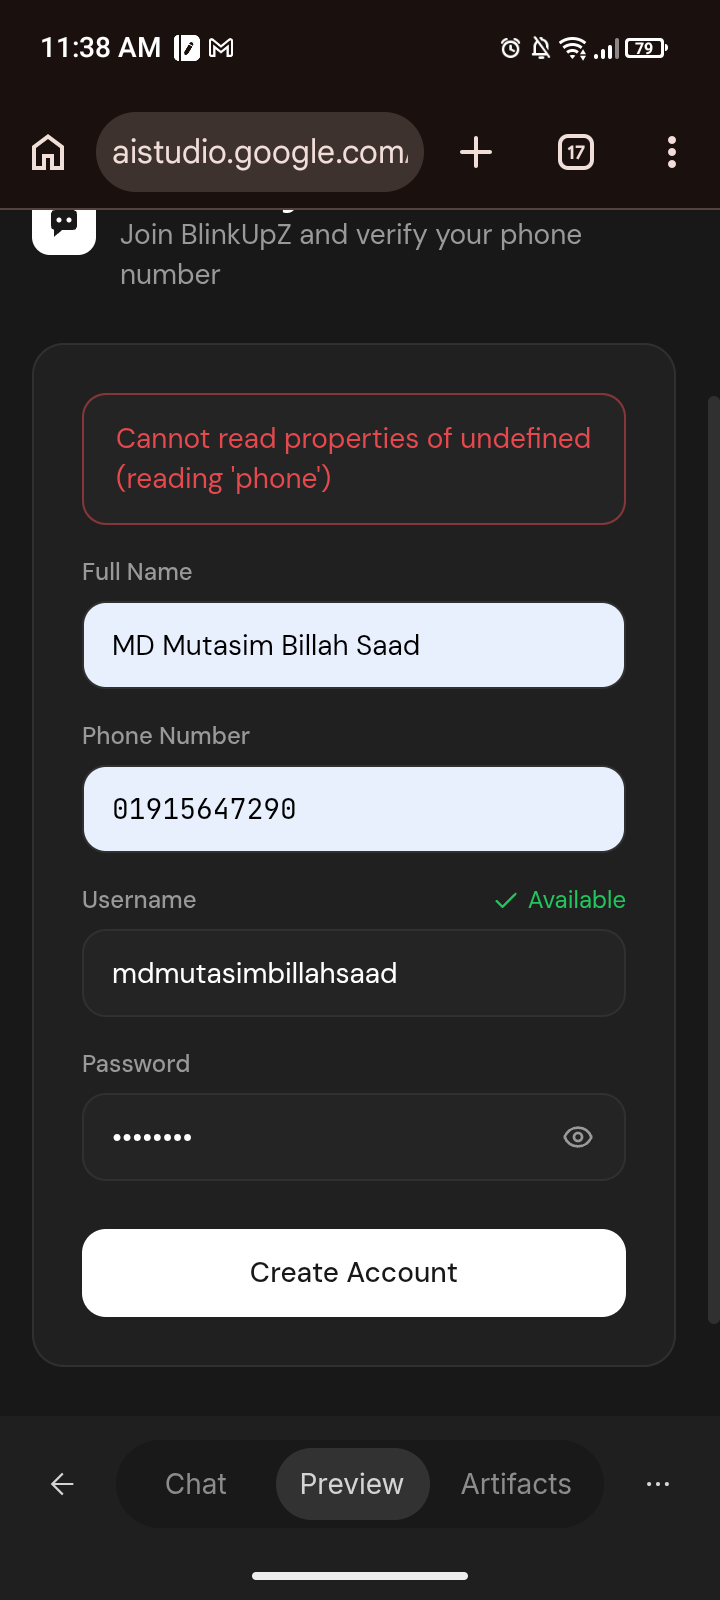 11:38 AM
79
aistudio.google.com/
17
Join BlinkUpZ and verify your phone
number
Cannot read properties of undefined
(reading 'phone')
Full Name
MD Mutasim Billah Saad
Phone Number
01915647290
Username
Available
mdmutasimbillahsaad
Password
••••••••
Create Account
Chat
Preview
Artifacts